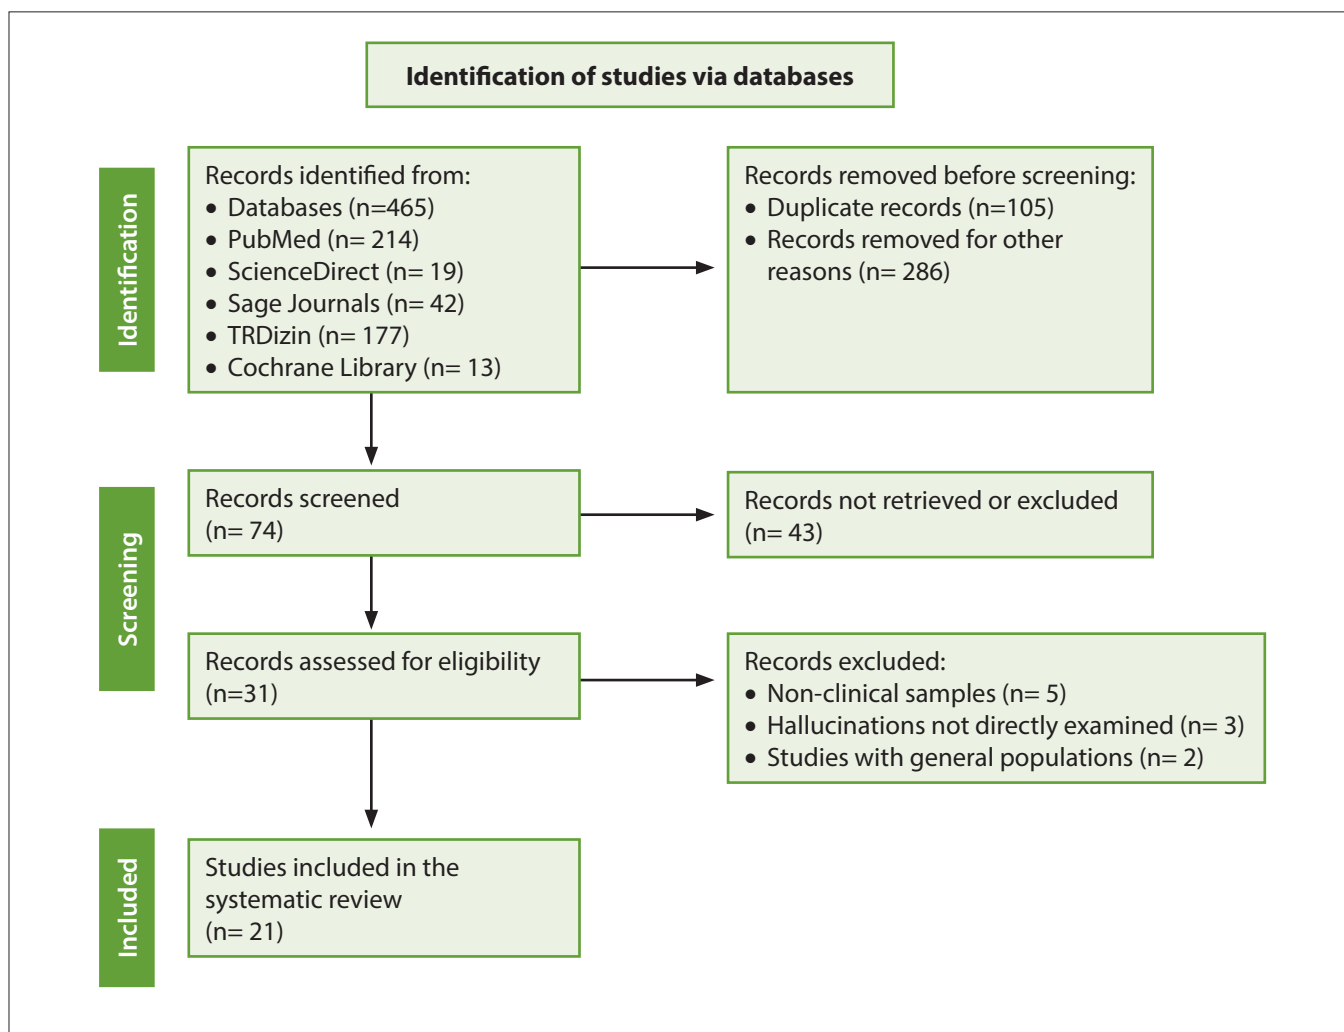 Identification of studies via databases
Identification
Records identified from:
• Databases (n=465)
• PubMed (n= 214)
• ScienceDirect (n= 19)
• Sage Journals (n= 42)
• TRDizin (n= 177)
• Cochrane Library (n= 13)
Records removed before screening:
• Duplicate records (n=105)
• Records removed for other
reasons (n= 286)
Screening
Records screened
(n= 74)
Records not retrieved or excluded
(n= 43)
Records assessed for eligibility
(n=31)
Records excluded:
• Non-clinical samples (n= 5)
• Hallucinations not directly examined (n= 3)
• Studies with general populations (n= 2)
Included
Studies included in the
systematic review
(n= 21)